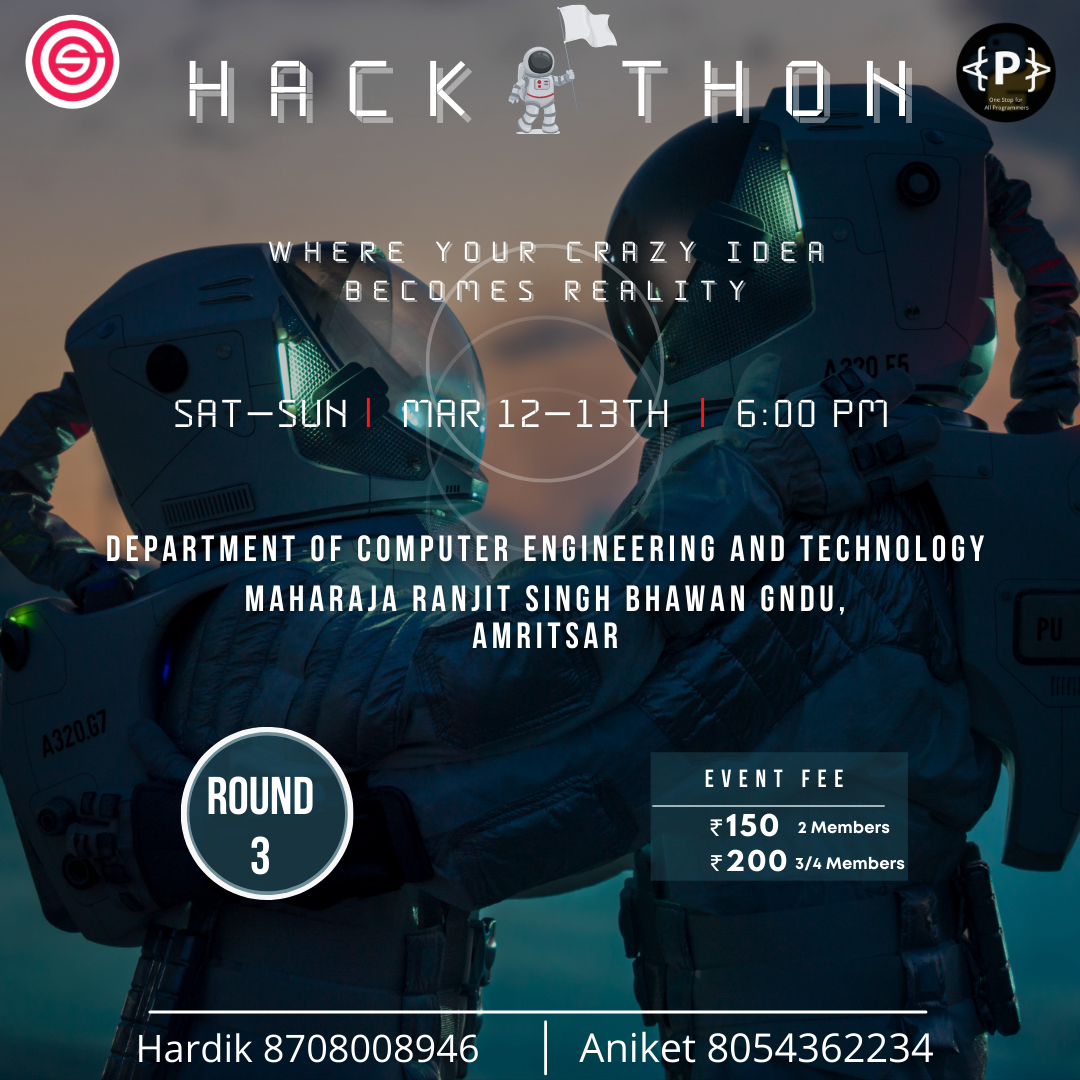 HACK THON
{P}
One Stop for
All Programmers
WHERE YOUR CRAZY IDEA
BECOMES REALITY
A320.F5
SAT-SUN | MAR 12-13TH | 6:00 PM
DEPARTMENT OF COMPUTER ENGINEERING AND TECHNOLOGY
MAHARAJA RANJIT SINGH BHAWAN GNDU,
AMRITSAR
PU
A320.G7
ROUND
3
EVENT FEE
₹150 2 Members
₹200 3/4 Members
Hardik 8708008946 | Aniket 8054362234